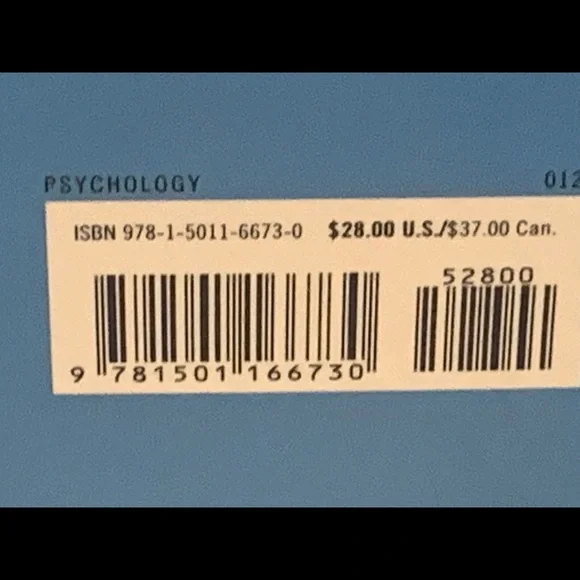 PSYCHOLOGY 012
ISBN 978-1-5011-6673-0 $28.00 U.S./$37.00 Can.
52800
9 781501 166730